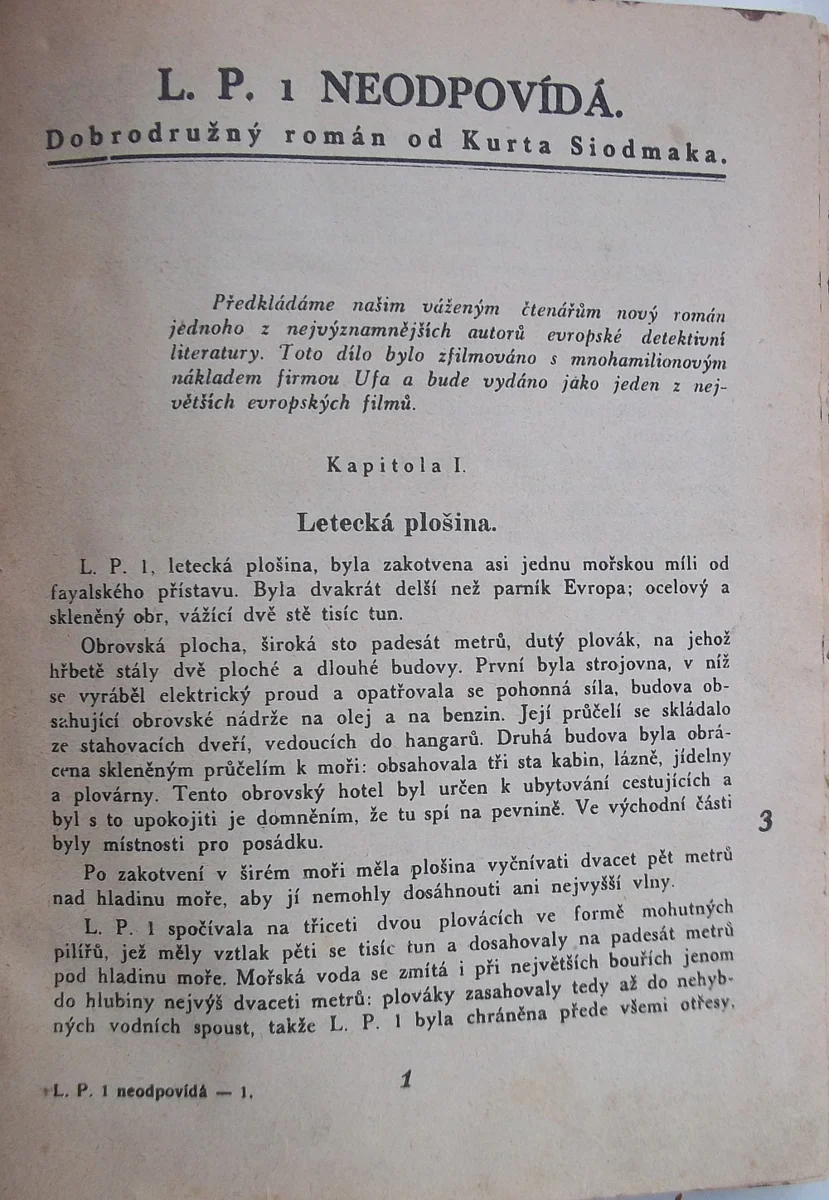 L. P. 1 NEODPOVÍDÁ.
Dobrodružný román od Kurta Siodmaka.
Předkládáme našim váženým čtenářům nový román
jednoho z nejvýznamnějších autorů evropské detektivní
literatury. Toto dílo bylo zfilmováno s mnohamilionovým
nákladem firmou Ufa a bude vydáno jako jeden z nej-
větších evropských filmů.
Kapitola I.
Letecká plošina.
L. P. 1, letecká plošina, byla zakotvena asi jednu mořskou míli od
fayalského přístavu. Byla dvakrát delší než parník Evropa; ocelový a
skleněný obr, vážící dvě stě tisíc tun.
Obrovská plocha, široká sto padesát metrů, dutý plovák, na jehož
hřbetě stály dvě ploché a dlouhé budovy. První byla strojovna, v níž
se vyráběl elektrický proud a opatřovala se pohonná síla, budova ob-
sahující obrovské nádrže na olej a na benzin. Její průčelí se skládalo
ze stahovacích dveří, vedoucích do hangarů. Druhá budova byla obrá-
cena skleněným průčelím k moři: obsahovala tři sta kabin, lázně, jídelny
a plovárny. Tento obrovský hotel byl určen k ubytování cestujících a
byl s to upokojiti je domněním, že tu spí na pevnině. Ve východní části
byly místnosti pro posádku.
3
Po zakotvení v širém moři měla plošina vyčnívati dvacet pět metrů
nad hladinu moře, aby jí nemohly dosáhnouti ani nejvyšší vlny.
L. P. 1 spočívala na třiceti dvou plovácích ve formě mohutných
pilířů, jež měly vztlak pěti se tisíc tun a dosahovaly na padesát metrů
pod hladinu moře. Mořská voda se zmítá i při největších bouřích jenom
do hlubiny nejvýš dvaceti metrů: plováky zasahovaly tedy až do nehyb-
ných vodních spoust, takže L. P. 1 byla chráněna přede všemi otřesy,
L. P. 1 neodpovídá — 1.
1